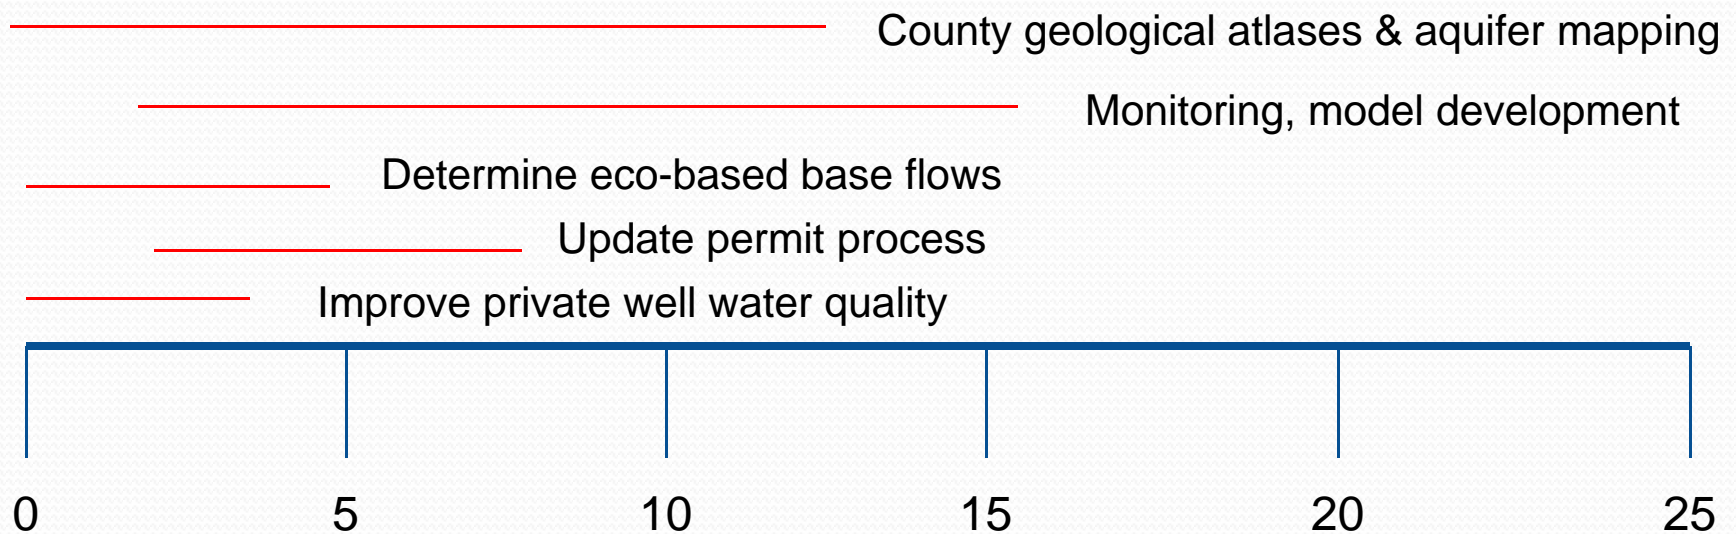 County geological atlases & aquifer mapping
Monitoring, model development
Determine eco-based base flows
Update permit process
Improve private well water quality
0 5 10 15 20 25